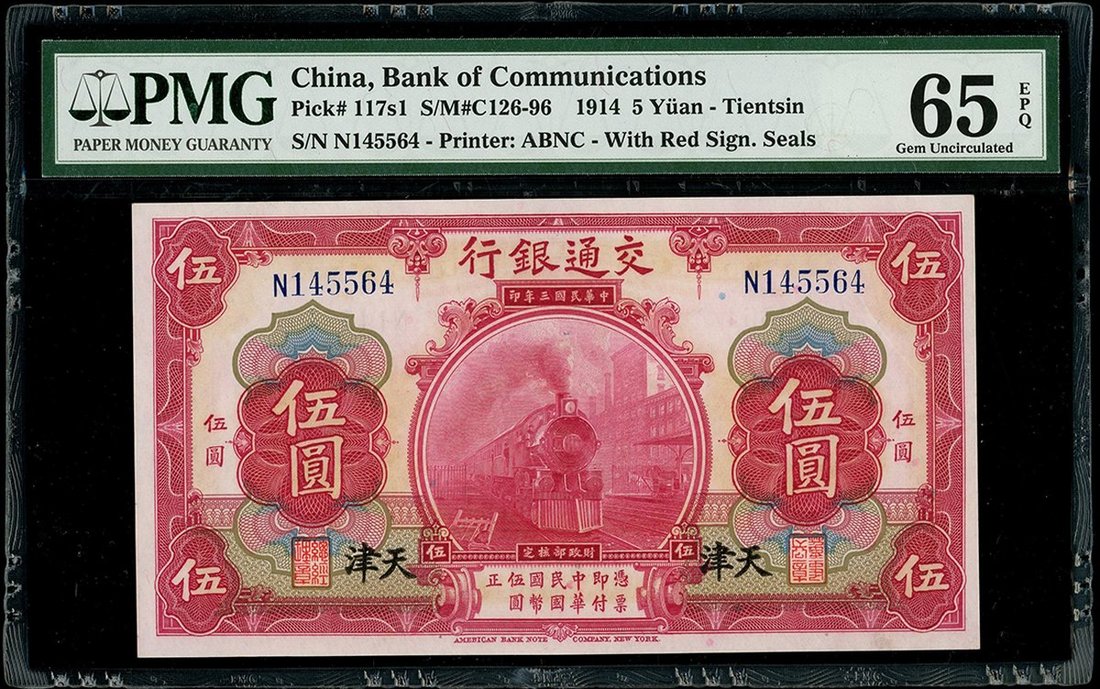 PMG
PAPER MONEY GUARANTY
China, Bank of Communications
Pick# 117s1 S/M#C126-96 1914 5 Yüan - Tientsin
S/N N145564 - Printer: ABNC - With Red Sign. Seals
65
EPQ
Gem Uncirculated
交通銀行
伍
伍
N145564
N145564
中華民國三年印
伍圓
伍圓
伍圓
伍圓
天津
天津
伍
財政部核定
伍
伍
伍
憑票即付中華民國國幣伍圓正
AMERICAN BANK NOTE COMPANY, NEW YORK.